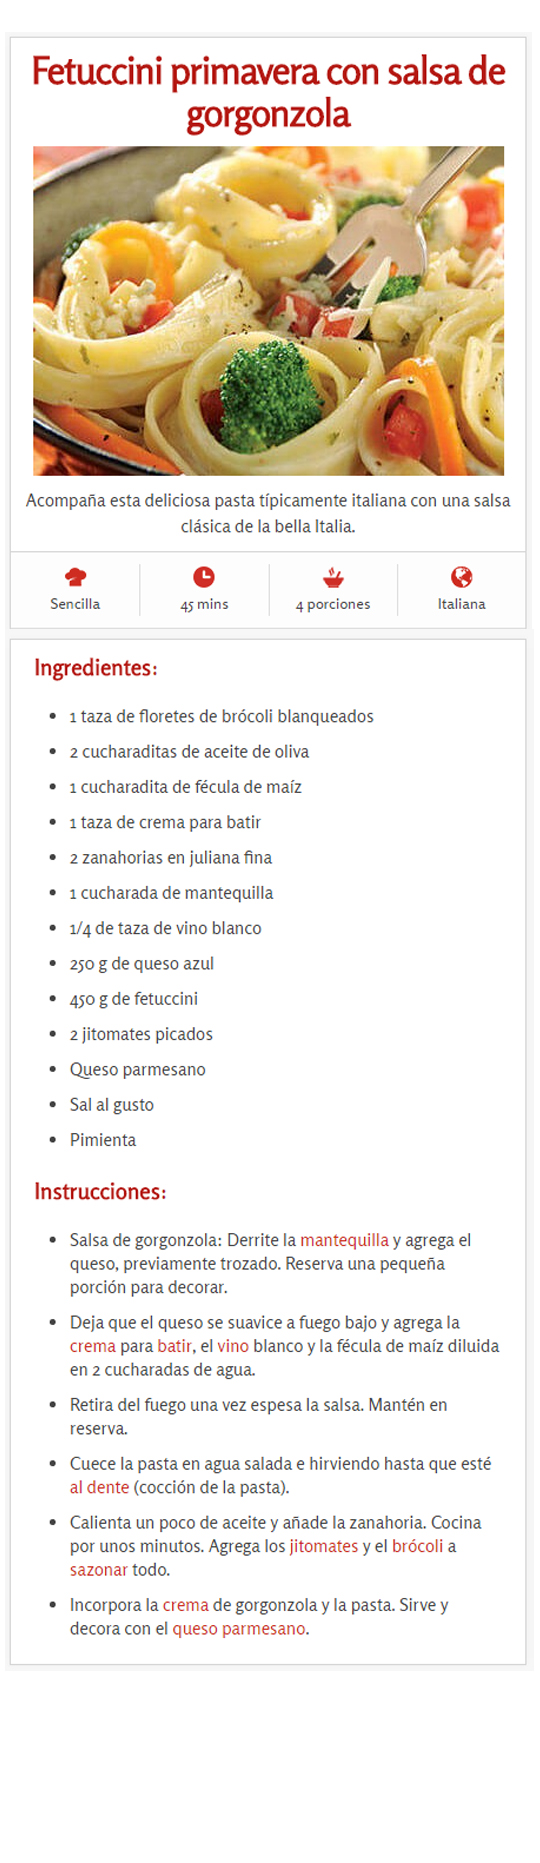 Fetuccini primavera con salsa de
gorgonzola
Acompaña esta deliciosa pasta típicamente italiana con una salsa
clásica de la bella Italia.
Sencilla
45 mins
4 porciones
Italiana
Ingredientes:
• 1 taza de floretes de brócoli blanqueados
• 2 cucharaditas de aceite de oliva
• 1 cucharadita de fécula de maíz
• 1 taza de crema para batir
• 2 zanahorias en juliana fina
• 1 cucharada de mantequilla
• 1/4 de taza de vino blanco
• 250 g de queso azul
• 450 g de fetuccini
• 2 jitomates picados
• Queso parmesano
• Sal al gusto
• Pimienta
Instrucciones:
• Salsa de gorgonzola: Derrite la mantequilla y agrega el
queso, previamente trozado. Reserva una pequeña
porción para decorar.
• Deja que el queso se suavice a fuego bajo y agrega la
crema para batir, el vino blanco y la fécula de maíz diluida
en 2 cucharadas de agua.
• Retira del fuego una vez espesa la salsa. Mantén en
reserva.
• Cuece la pasta en agua salada e hirviendo hasta que esté
al dente (cocción de la pasta).
• Calienta un poco de aceite y añade la zanahoria. Cocina
por unos minutos. Agrega los jitomates y el brócoli a
sazonar todo.
• Incorpora la crema de gorgonzola y la pasta. Sirve y
decora con el queso parmesano.